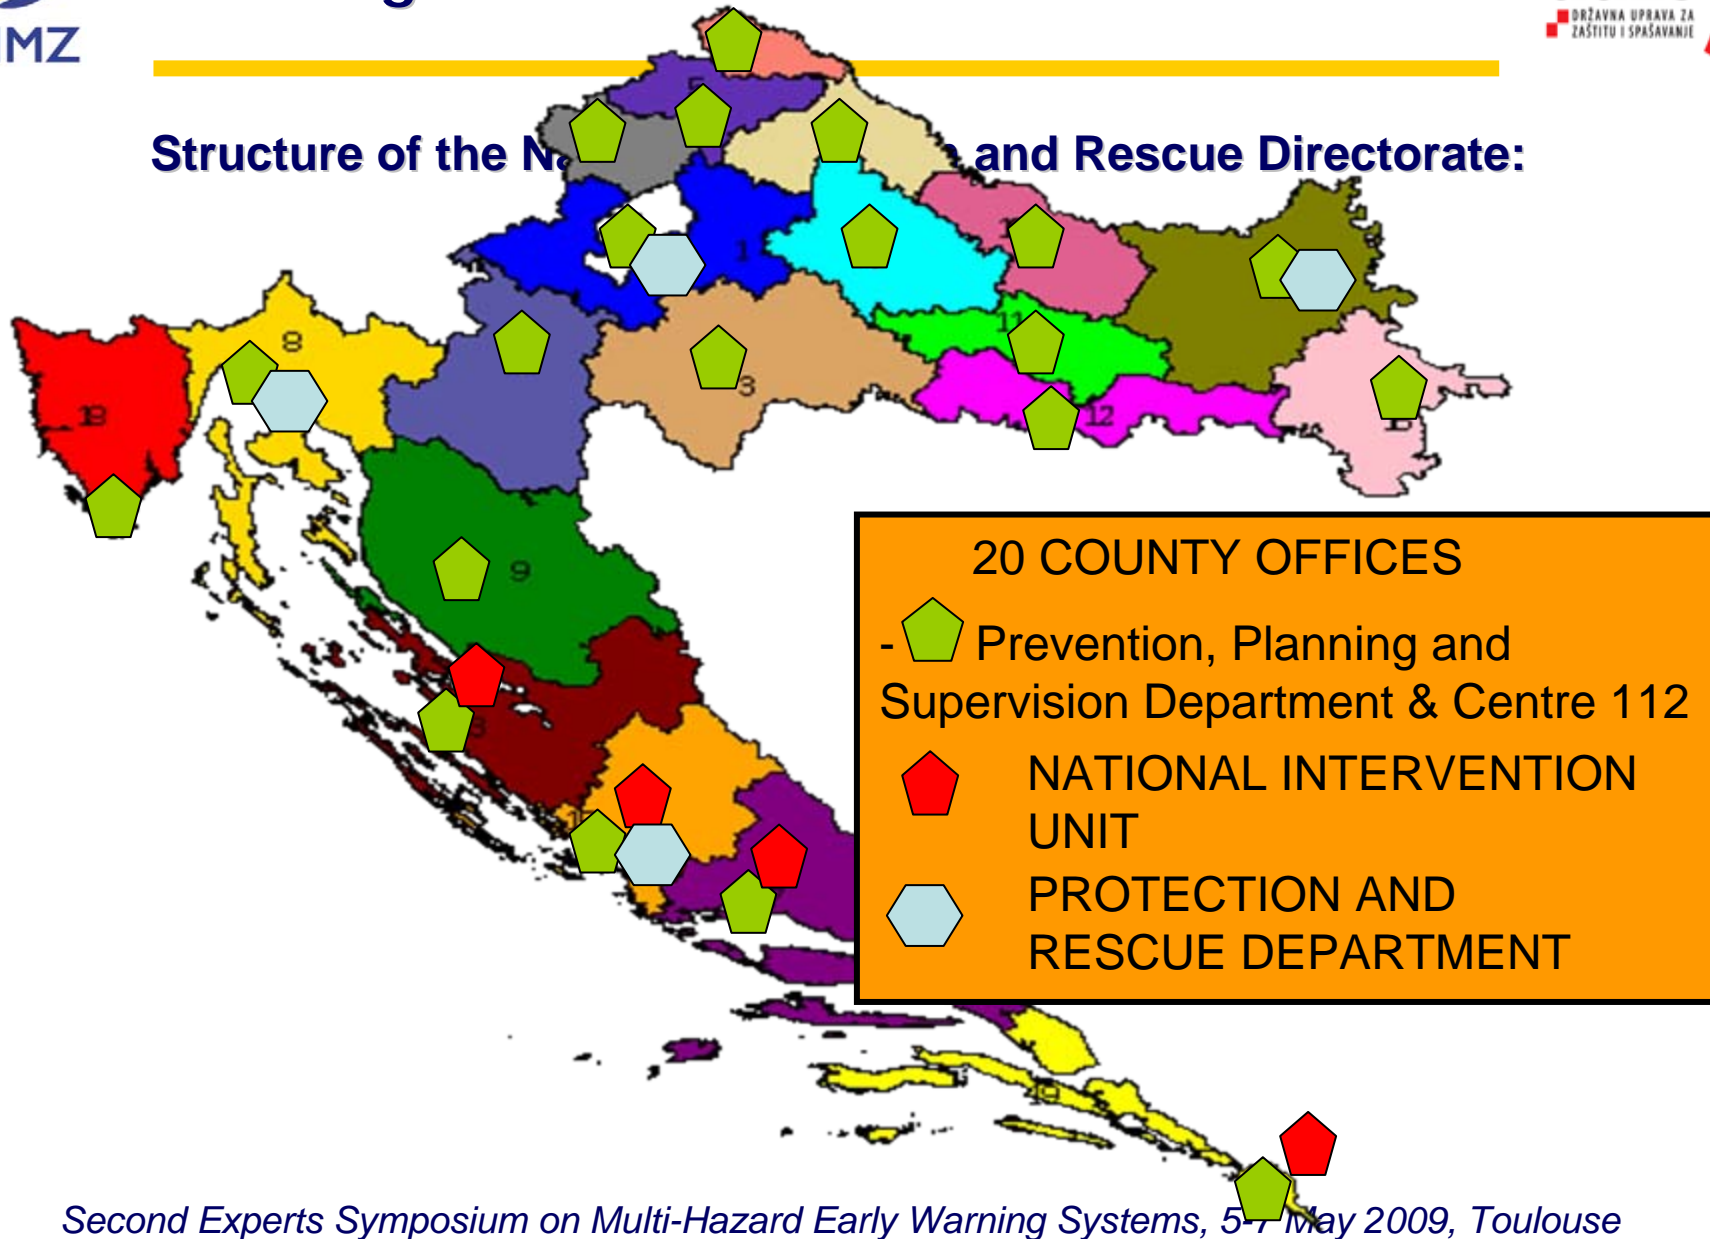 MZ
DRŽAVNA UPRAVA ZA
ZAŠTITU I SPAŠAVANJE
Structure of the Na and Rescue Directorate:
1
8
11
3
12
9
19
20 COUNTY OFFICES
- Prevention, Planning and
Supervision Department & Centre 112
NATIONAL INTERVENTION
UNIT
PROTECTION AND
RESCUE DEPARTMENT
Second Experts Symposium on Multi-Hazard Early Warning Systems, 5-7 May 2009, Toulouse